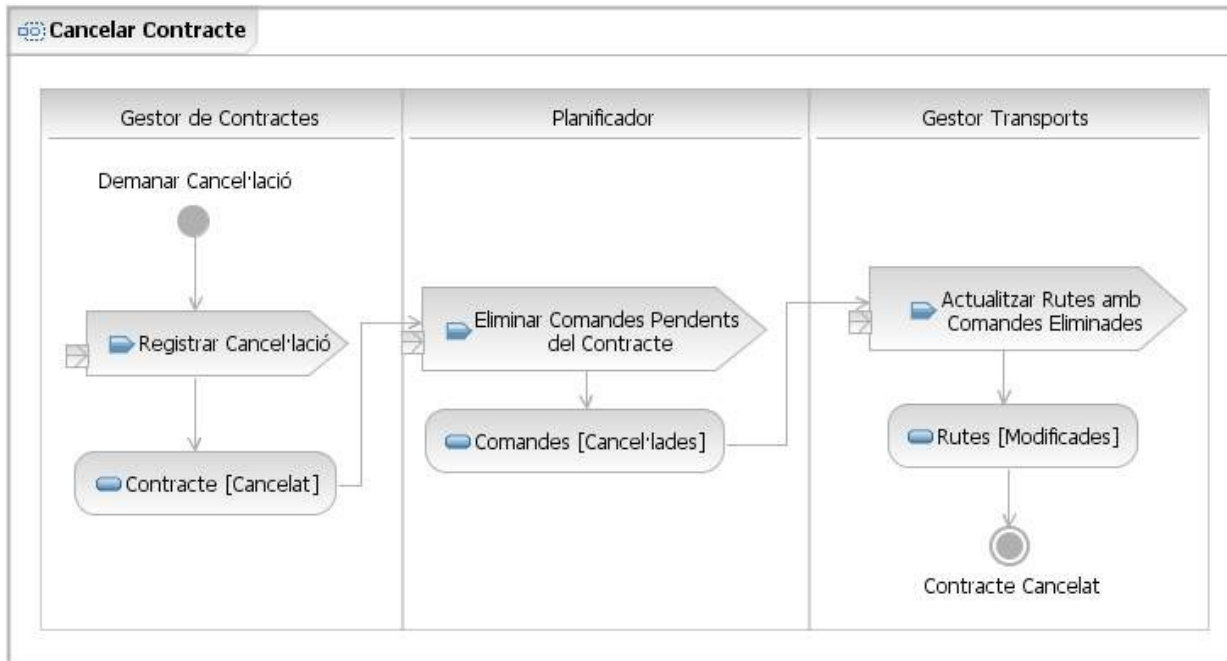 Cancelar Contracte
Gestor de Contractes
Planificador
Gestor Transports
Demanar Cancel·lació
Registrar Cancel·lació
Contracte [Cancelat]
Eliminar Comandes Pendents
del Contracte
Comandes [Cancel·lades]
Actualitzar Rutes amb
Comandes Eliminades
Rutes [Modificades]
Contracte Cancelat